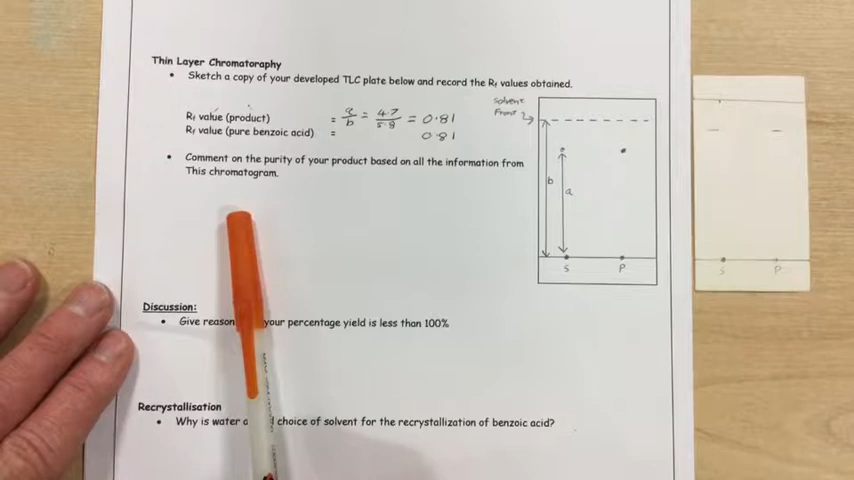 Thin Layer Chromatoraphy
• Sketch a copy of your developed TLC plate below and record the Rf values obtained.
Rf value (product) = a/b = 4.7/5.8 = 0.81
Rf value (pure benzoic acid) = 0.81
• Comment on the purity of your product based on all the information from
This chromatogram.
Solvent
Front
b
a
S P
S P
Discussion:
• Give reason your percentage yield is less than 100%
Recrystallisation
• Why is water a choice of solvent for the recrystallization of benzoic acid?